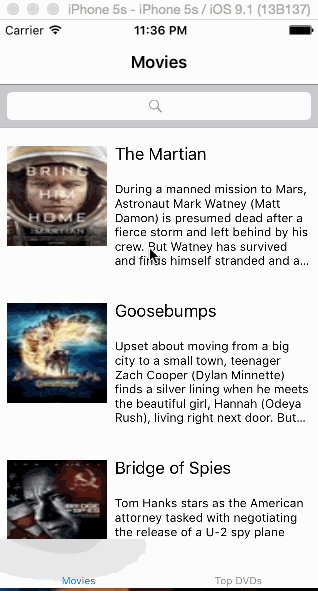 iPhone 5s - iPhone 5s / iOS 9.1 (13B137)
Carrier 11:36 PM
Movies
BRING
HIM
HOME
MARTIAN
The Martian
During a manned mission to Mars,
Astronaut Mark Watney (Matt
Damon) is presumed dead after a
fierce storm and left behind by his
crew. But Watney has survived
and finds himself stranded and a...
Goosebumps
Upset about moving from a big
city to a small town, teenager
Zach Cooper (Dylan Minnette)
finds a silver lining when he meets
the beautiful girl, Hannah (Odeya
Rush), living right next door. But...
BRIDGE OF
SPIES
Bridge of Spies
Tom Hanks stars as the American
attorney tasked with negotiating
the release of a U-2 spy plane
Movies Top DVDs